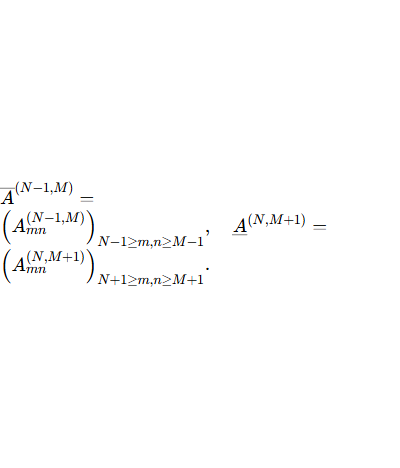 $\overline{A}^{(N-1,M)} =$
$\left(A_{mn}^{(N-1,M)}\right)_{N-1\geq m,n\geq M-1}, \quad \underline{A}^{(N,M+1)} =$
$\left(A_{mn}^{(N,M+1)}\right)_{N+1\geq m,n\geq M+1}.$